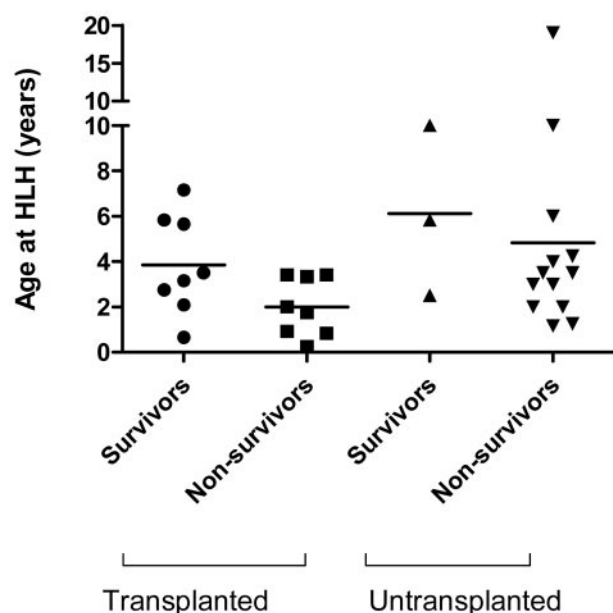 Age at HLH (years)
20
15
10
10
8
6
4
2
0
Survivors
Non-survivors
Survivors
Non-survivors
Transplanted
Untransplanted